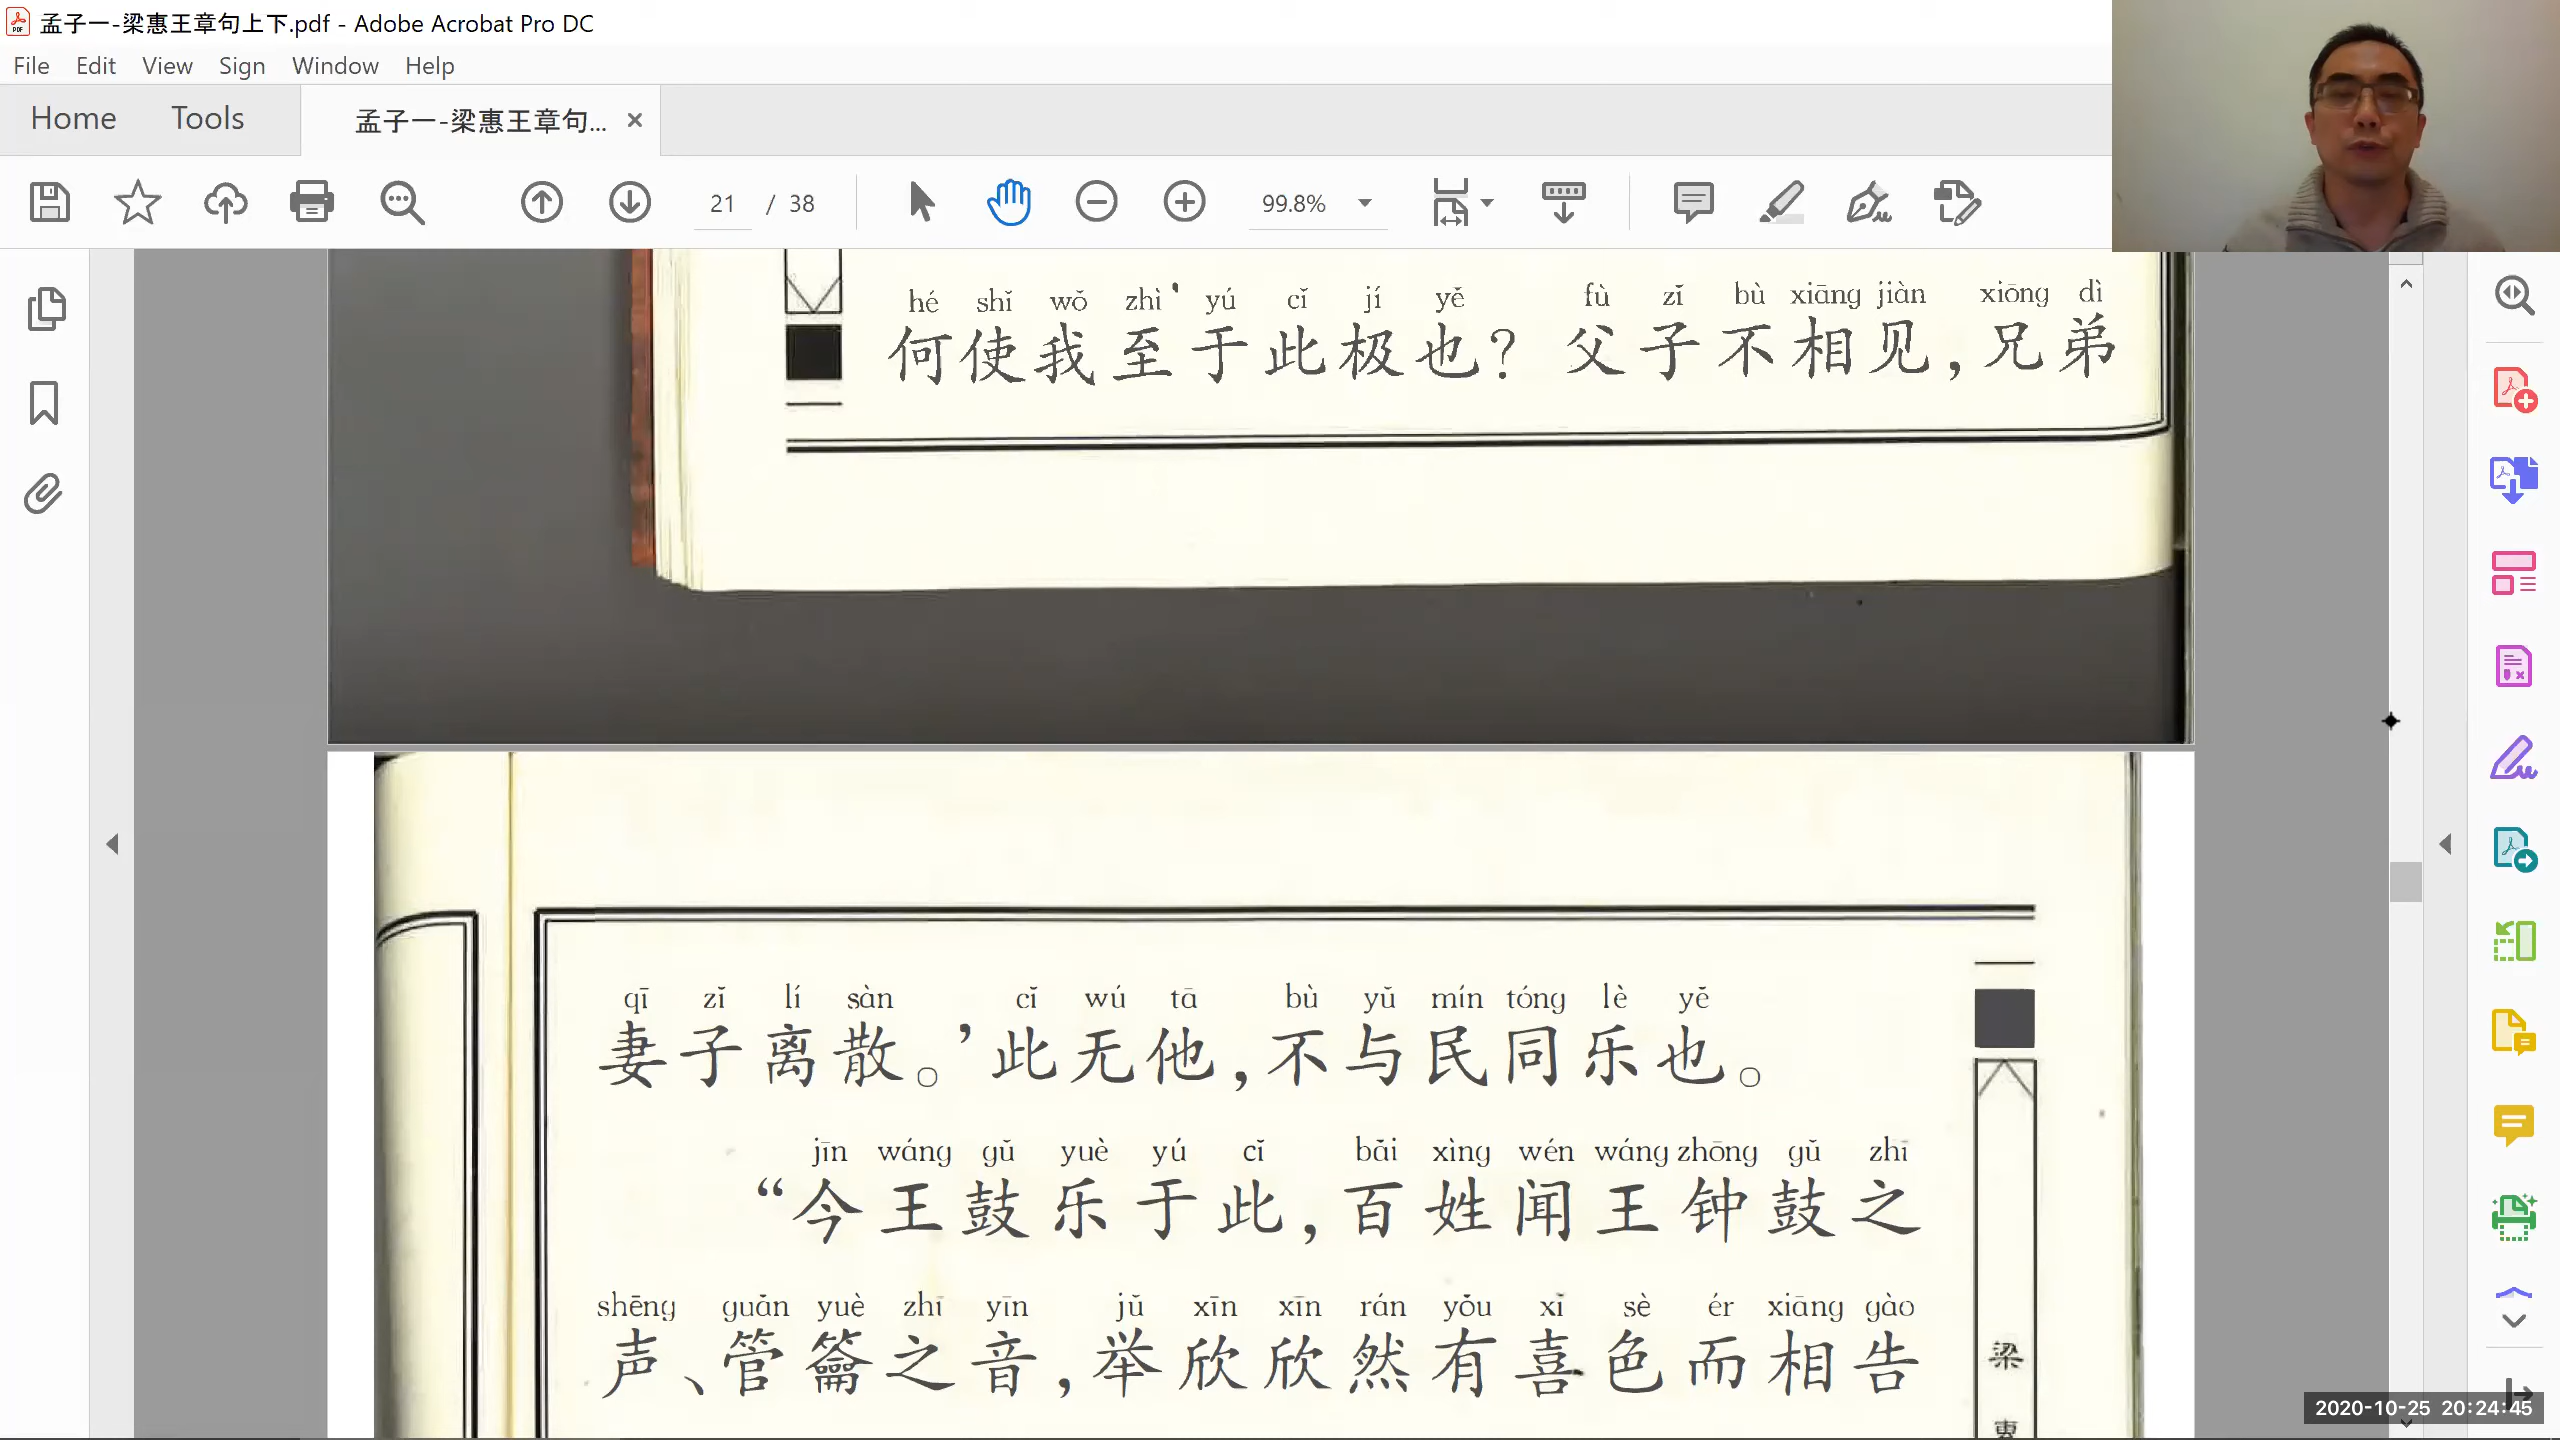 孟子一-梁惠王章句上下.pdf - Adobe Acrobat Pro DC
File Edit View Sign Window Help
Home Tools 孟子一-梁惠王章句... ×
21 / 38 99.8%
hé shǐ wǒ zhì yú cǐ jí yě fù zǐ bù xiāng jiàn xiōng dì
何使我至于此极也？父子不相见，兄弟
qī zǐ lí sàn cǐ wú tā bù yǔ mín tóng lè yě
妻子离散。’此无他，不与民同乐也。
jīn wáng gǔ yuè yú cǐ bǎi xìng wén wáng zhōng gǔ zhī
“今王鼓乐于此，百姓闻王钟鼓之
shēng guǎn yuè zhī yīn jǔ xīn xīn rán yǒu xǐ sè ér xiāng gào
声、管籥之音，举欣欣然有喜色而相告
梁
惠
2020-10-25 20:24:45